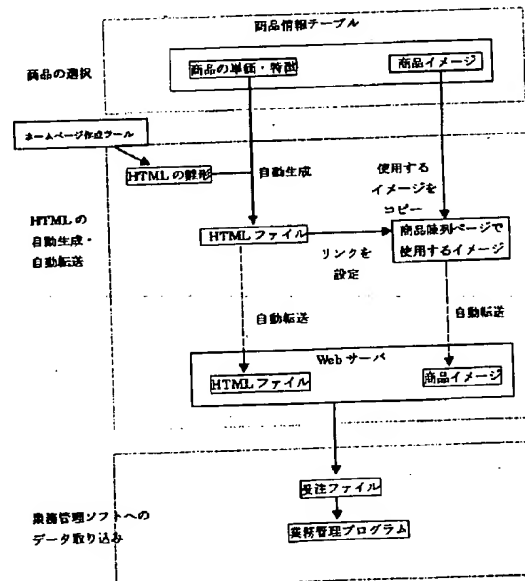 商品情報テーブル
商品の選択
商品の単価・特徴
商品イメージ
ホームページ作成ツール
HTMLの雛形
自動生成
使用する
イメージを
コピー
HTMLの
自動生成・
自動転送
HTMLファイル
リンクを
設定
商品陳列ページで
使用するイメージ
自動転送
自動転送
Webサーバ
HTMLファイル
商品イメージ
受注ファイル
業務管理ソフトへの
データ取り込み
業務管理プログラム